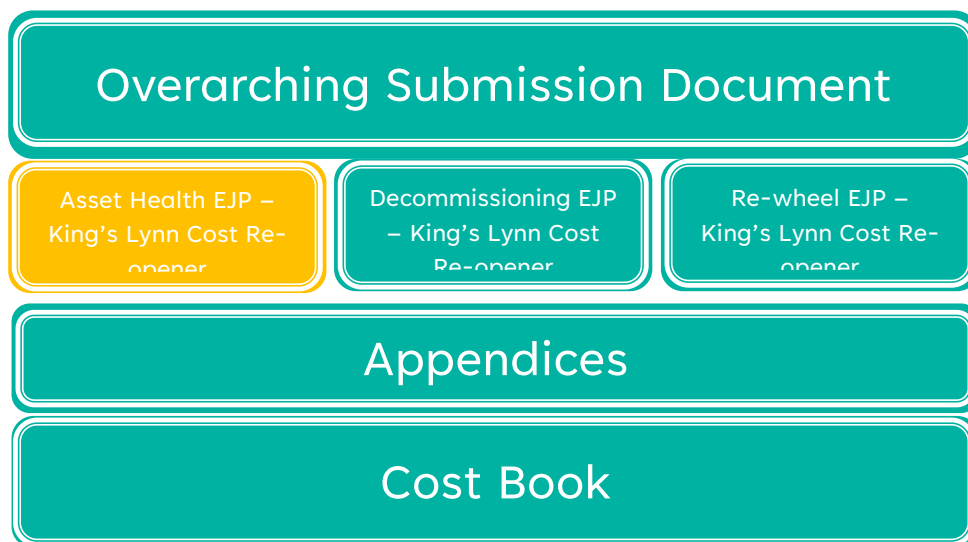 Overarching Submission Document
Asset Health EJP –
King’s Lynn Cost Re-
opener
Decommissioning EJP
– King’s Lynn Cost
Re-opener
Re-wheel EJP –
King’s Lynn Cost Re-
opener
Appendices
Cost Book